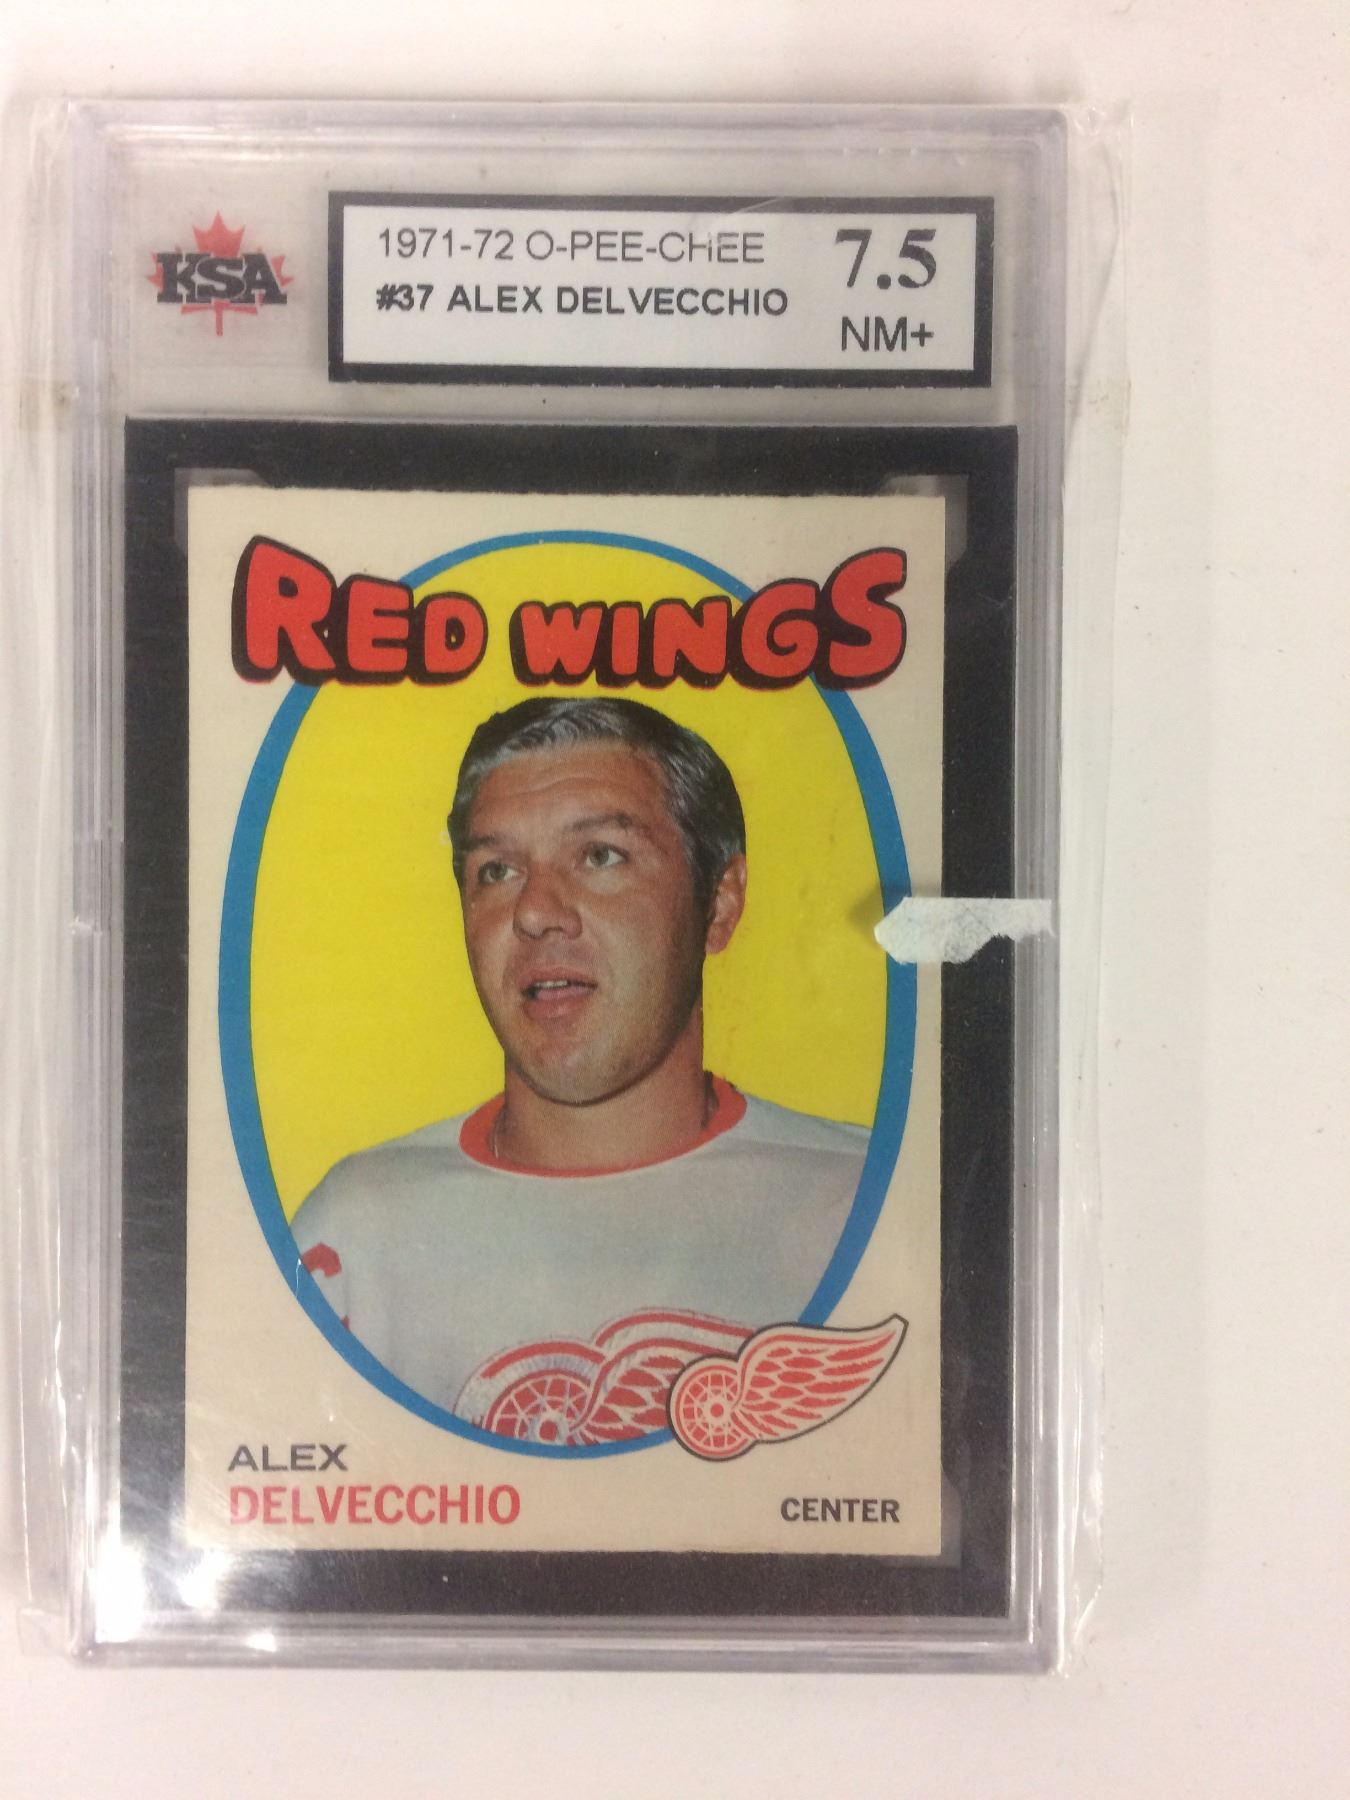 KSA
1971-72 O-PEE-CHEE
#37 ALEX DELVECCHIO
7.5
NM+
RED WINGS
ALEX
DELVECCHIO
CENTER